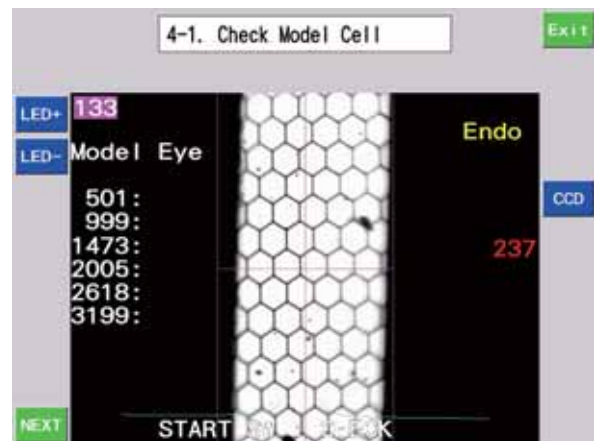 4-1. Check Model Cell
Exit
LED+
133
Endo
LED-
Model Eye
501:
CCD
999:
1473:
237
2005:
2618:
3199:
NEXT
START